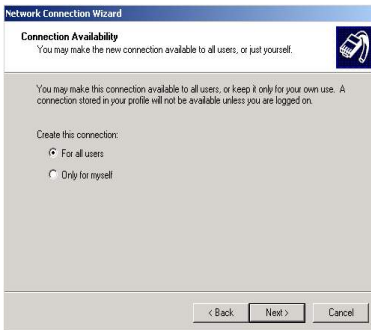 Network Connection Wizard
Connection Availability
You may make the new connection available to all users, or just yourself.
You may make this connection available to all users, or keep it only for your own use. A
connection stored in your profile will not be available unless you are logged on.
Create this connection:
For all users
Only for myself
< Back
Next >
Cancel